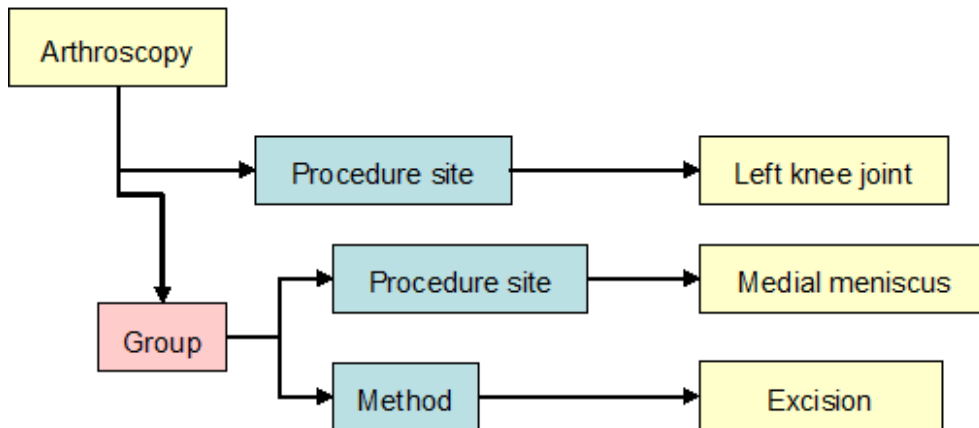 Arthroscopy
Procedure site
Left knee joint
Procedure site
Medial meniscus
Group
Method
Excision